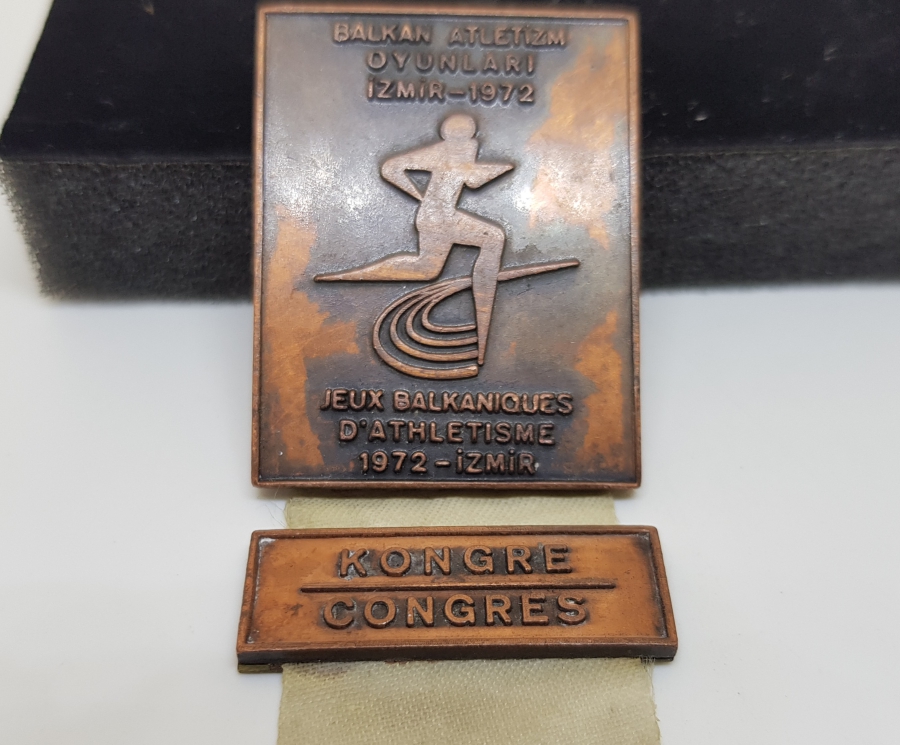 BALKAN ATLETİZM
OYUNLARI
İZMİR-1972
JEUX BALKANIQUES
D'ATHLETISME
1972-İZMİR
KONGRE
CONGRES